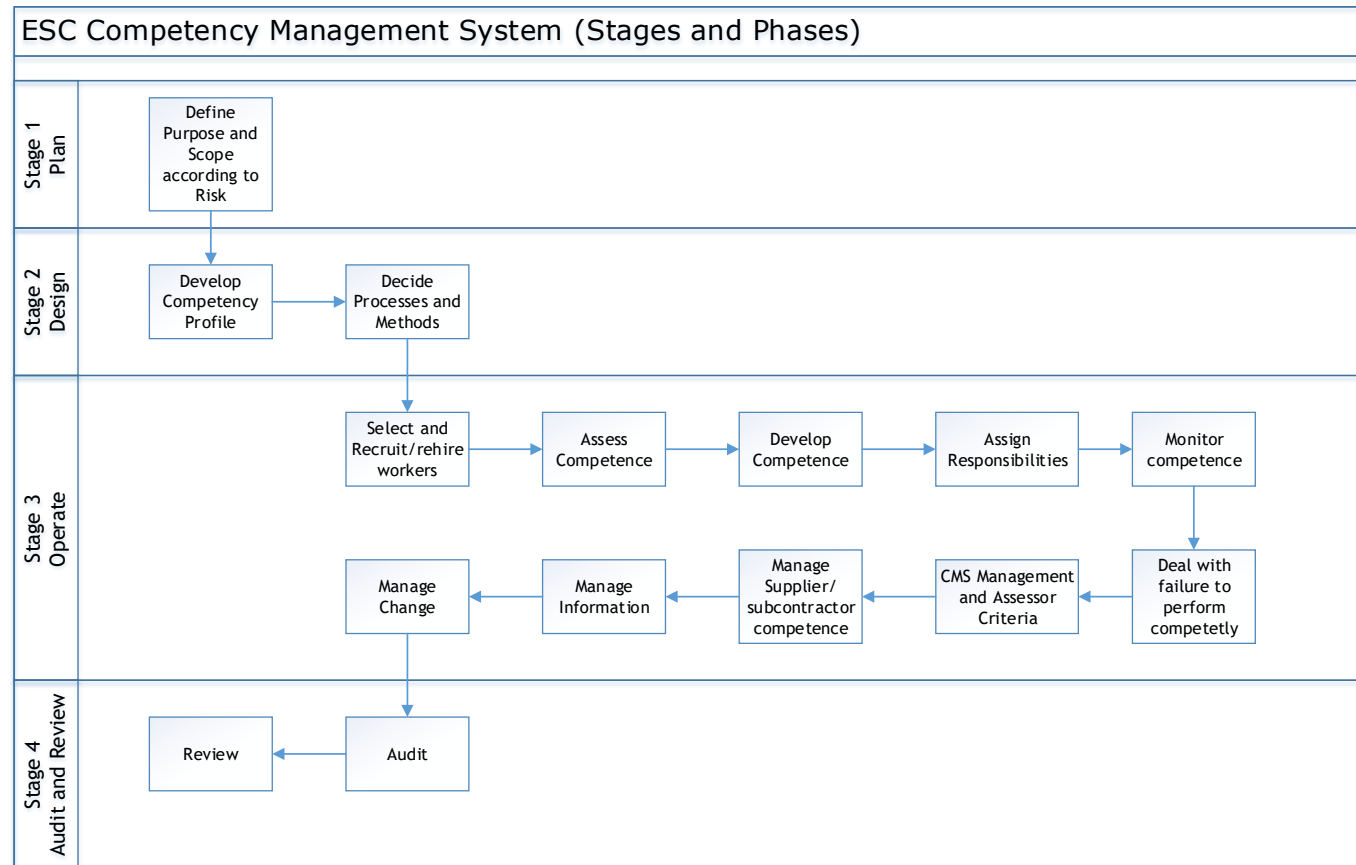 ESC Competency Management System (Stages and Phases)
Stage 1
Plan
Define
Purpose and
Scope
according to
Risk
Stage 2
Design
Develop
Competency
Profile
Decide
Processes and
Methods
Stage 3
Operate
Select and
Recruit/rehire
workers
Assess
Competence
Develop
Competence
Assign
Responsibilities
Monitor
competence
Manage
Change
Manage
Information
Manage
Supplier/
subcontractor
competence
CMS Management
and Assessor
Criteria
Deal with
failure to
perform
competetly
Stage 4
Audit and Review
Review
Audit